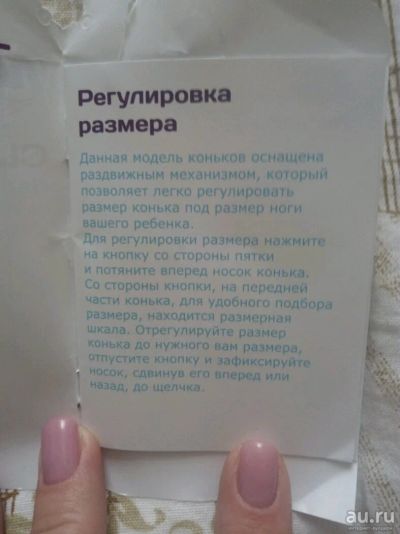 Регулировка
размера
Данная модель коньков оснащена
раздвижным механизмом, который
позволяет легко регулировать
размер конька под размер ноги
вашего ребенка.
Для регулировки размера нажмите
на кнопку со стороны пятки
и потяните вперед носок конька.
Со стороны кнопки, на передней
части конька, для удобного подбора
размера, находится размерная
шкала. Отрегулируйте размер
конька до нужного вам размера,
отпустите кнопку и зафиксируйте
носок, сдвинув его вперед или
назад, до щелчка.
au.ru